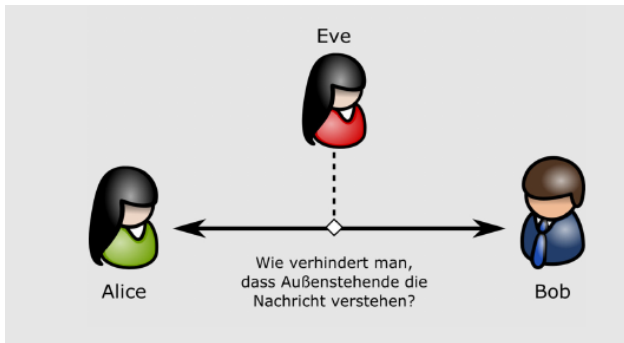 Eve
Alice
Wie verhindert man,
dass Außenstehende die
Nachricht verstehen?
Bob